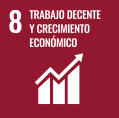 8 TRABAJO DECENTE
Y CRECIMIENTO
ECONÓMICO